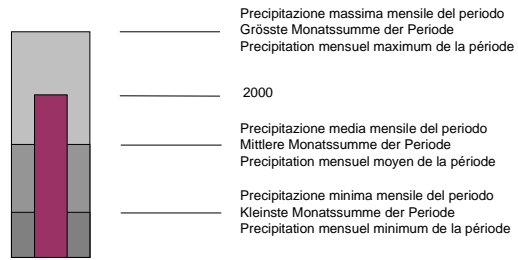 Precipitazione massima mensile del periodo
Grösste Monatssumme der Periode
Precipitation mensuel maximum de la période
2000
Precipitazione media mensile del periodo
Mittlere Monatssumme der Periode
Precipitation mensuel moyen de la période
Precipitazione minima mensile del periodo
Kleinste Monatssumme der Periode
Precipitation mensuel minimum de la période